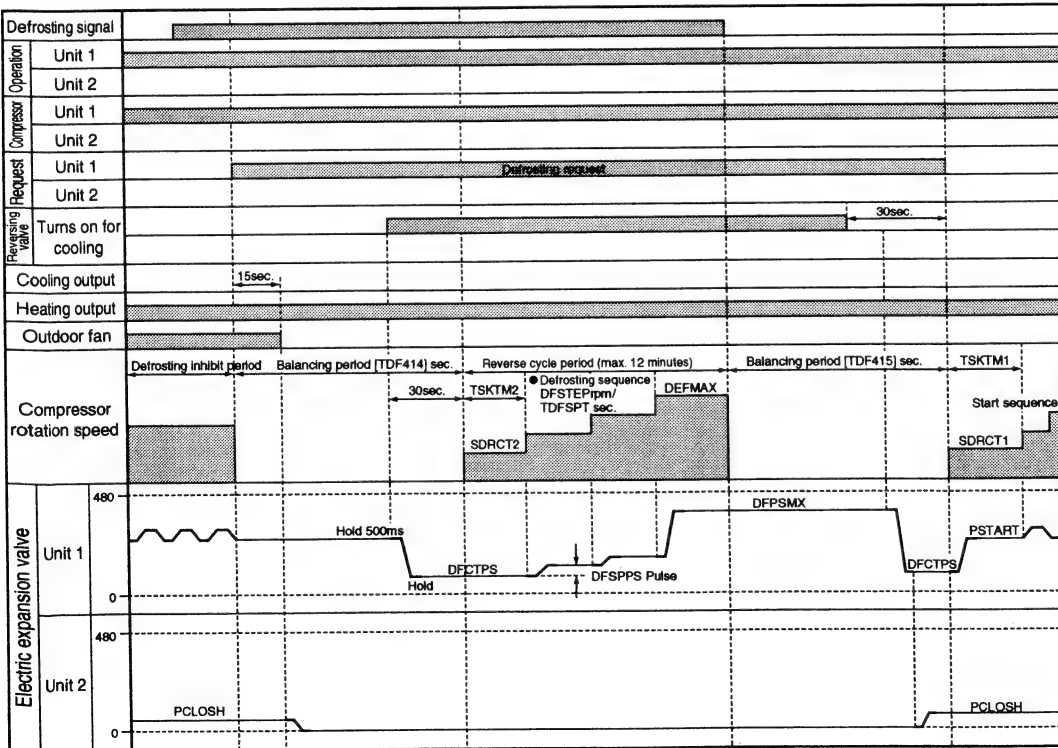 Defrosting signal
Operation
Unit 1
Unit 2
Compressor
Unit 1
Unit 2
Request
Unit 1
Defrosting request
Unit 2
Reversing valve
Turns on for cooling
30sec.
Cooling output
15sec.
Heating output
Outdoor fan
Compressor rotation speed
Defrosting inhibit period
Balancing period [TDF414] sec.
Reverse cycle period (max. 12 minutes)
Balancing period [TDF415] sec.
TSKTM1
30sec.
TSKTM2
● Defrosting sequence
DFSTEPrpm/
TDFSPT sec.
DEFMAX
Start sequence
SDRCT2
SDRCT1
Electric expansion valve
Unit 1
480
0
Hold 500ms
Hold
DFCTPS
DFSPPS Pulse
DFPSMX
DFCTPS
PSTART
Unit 2
480
0
PCLOSH
PCLOSH